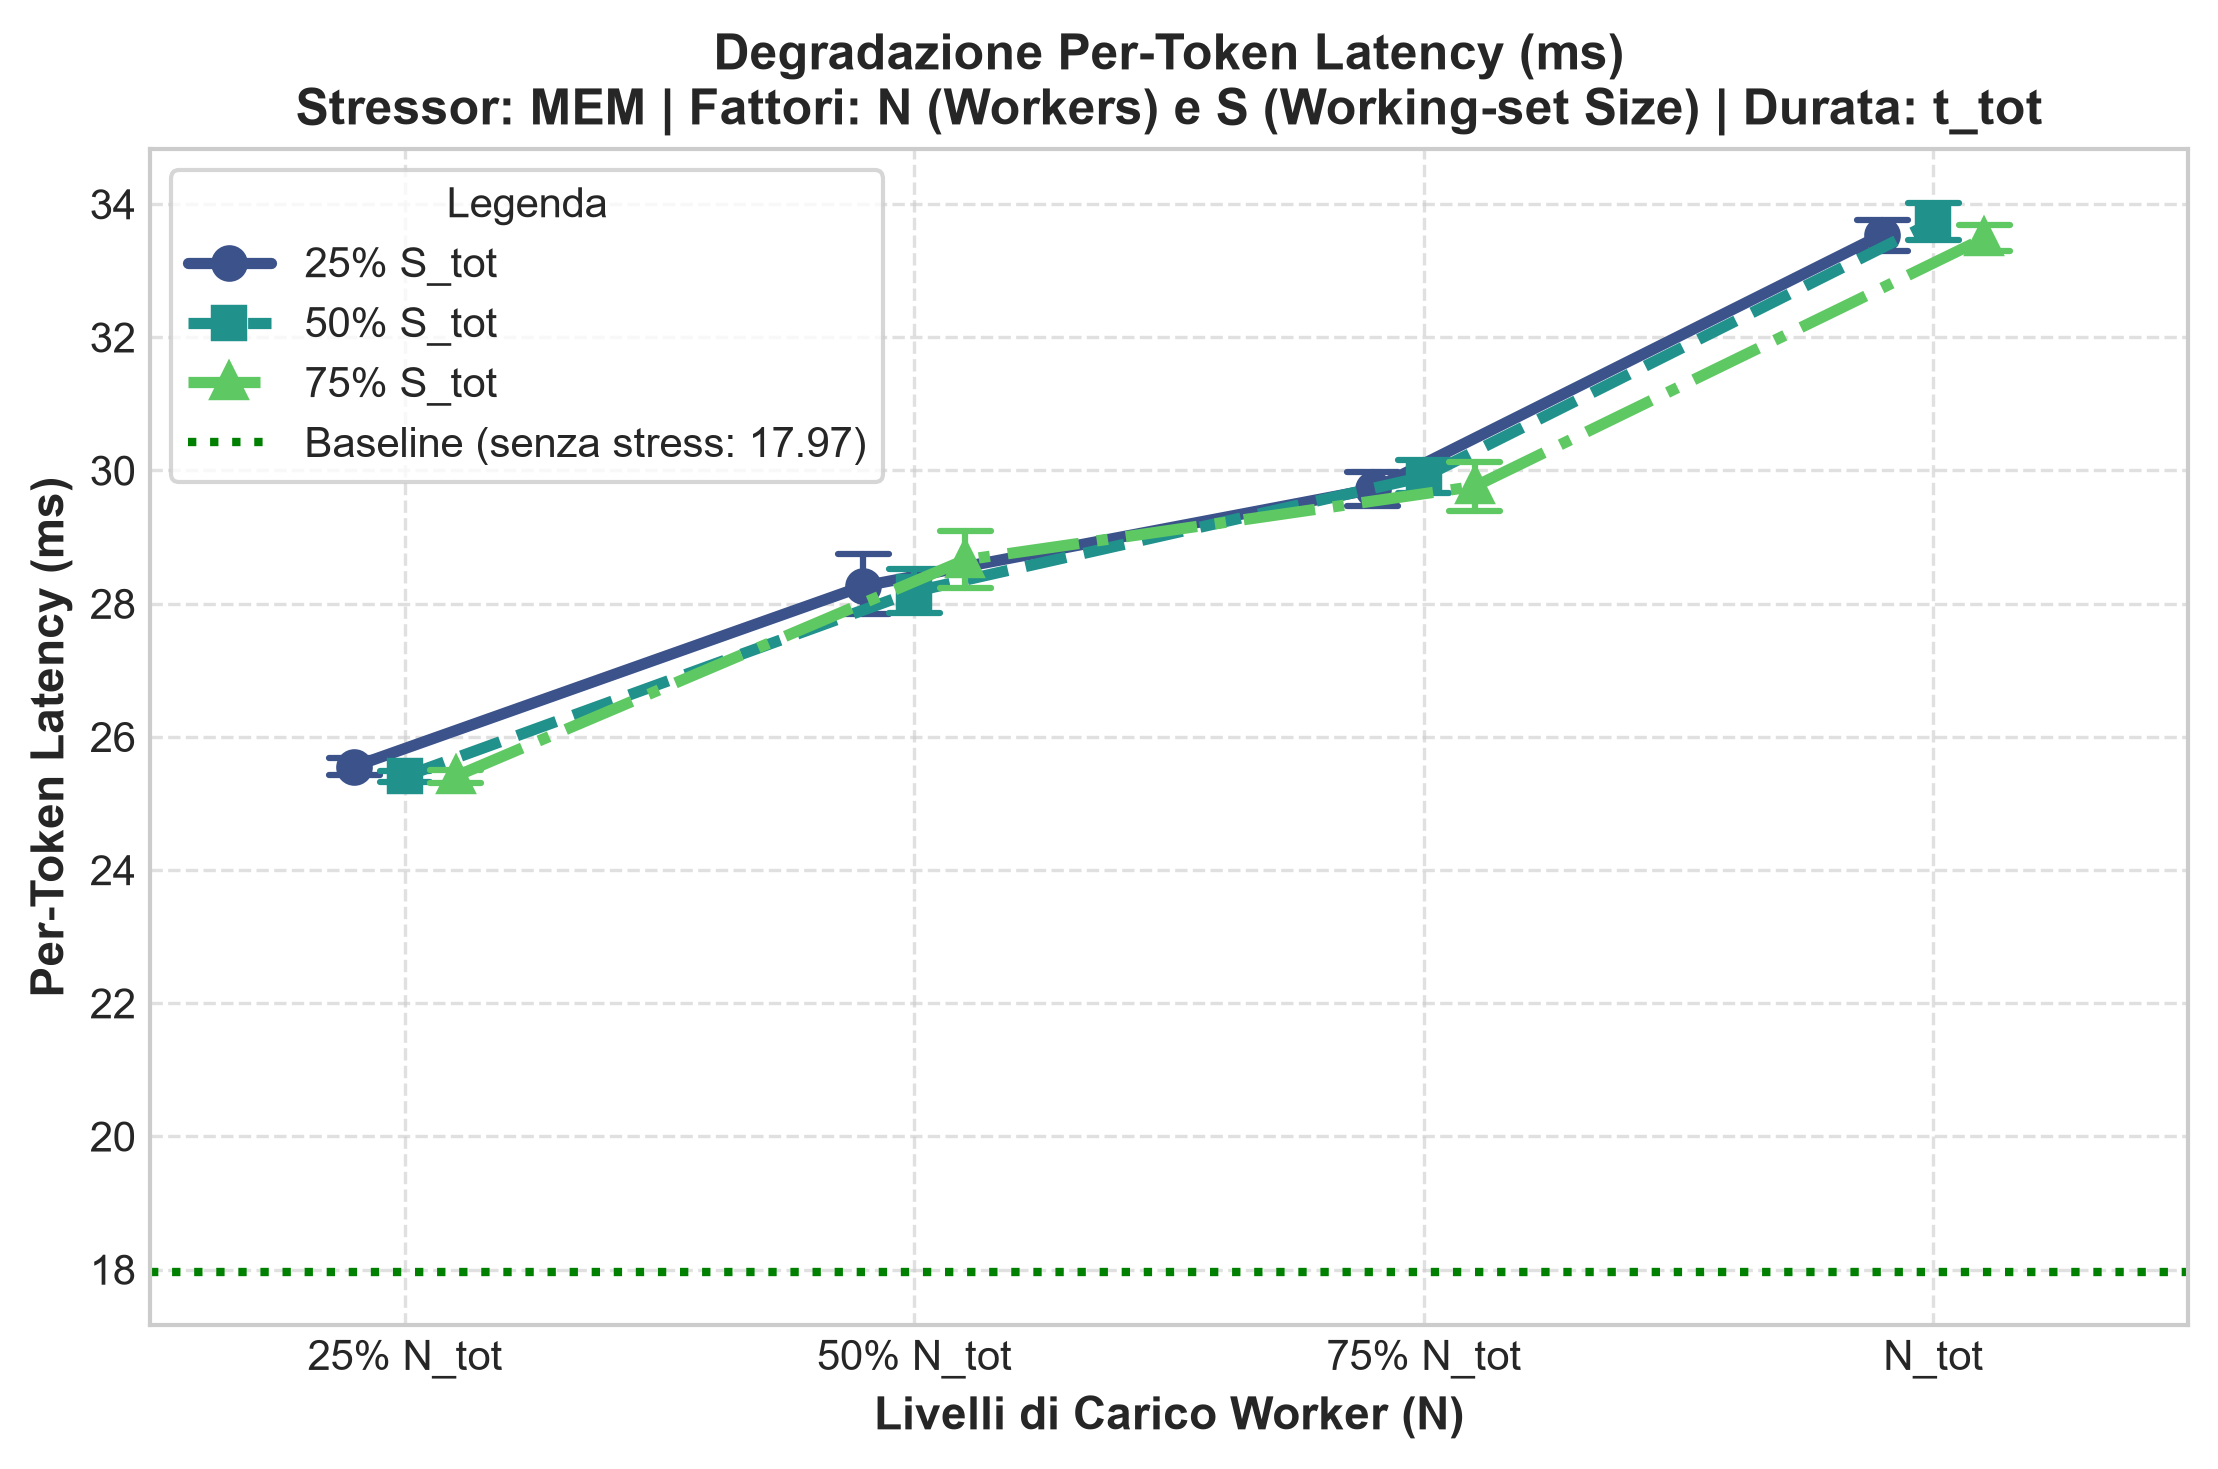 Degradazione Per-Token Latency (ms)
Stressor: MEM | Fattori: N (Workers) e S (Working-set Size) | Durata: t_tot
Legenda
25% S_tot
50% S_tot
75% S_tot
Baseline (senza stress: 17.97)
Per-Token Latency (ms)
34
32
30
28
26
24
22
20
18
25% N_tot
50% N_tot
75% N_tot
N_tot
Livelli di Carico Worker (N)